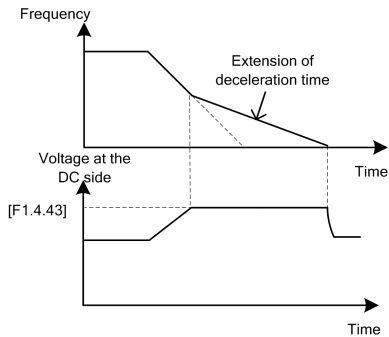 Frequency
Extension of
deceleration time
Time
Voltage at the
DC side
[F1.4.43]
Time